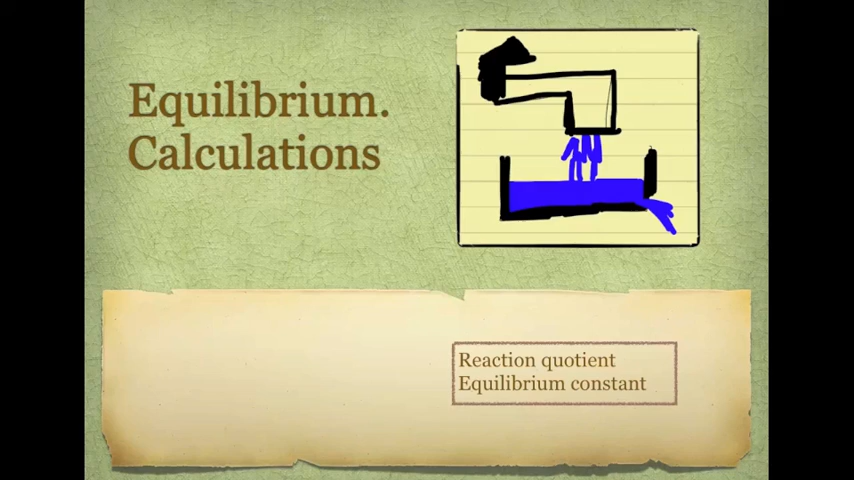 Equilibrium.
Calculations
Reaction quotient
Equilibrium constant